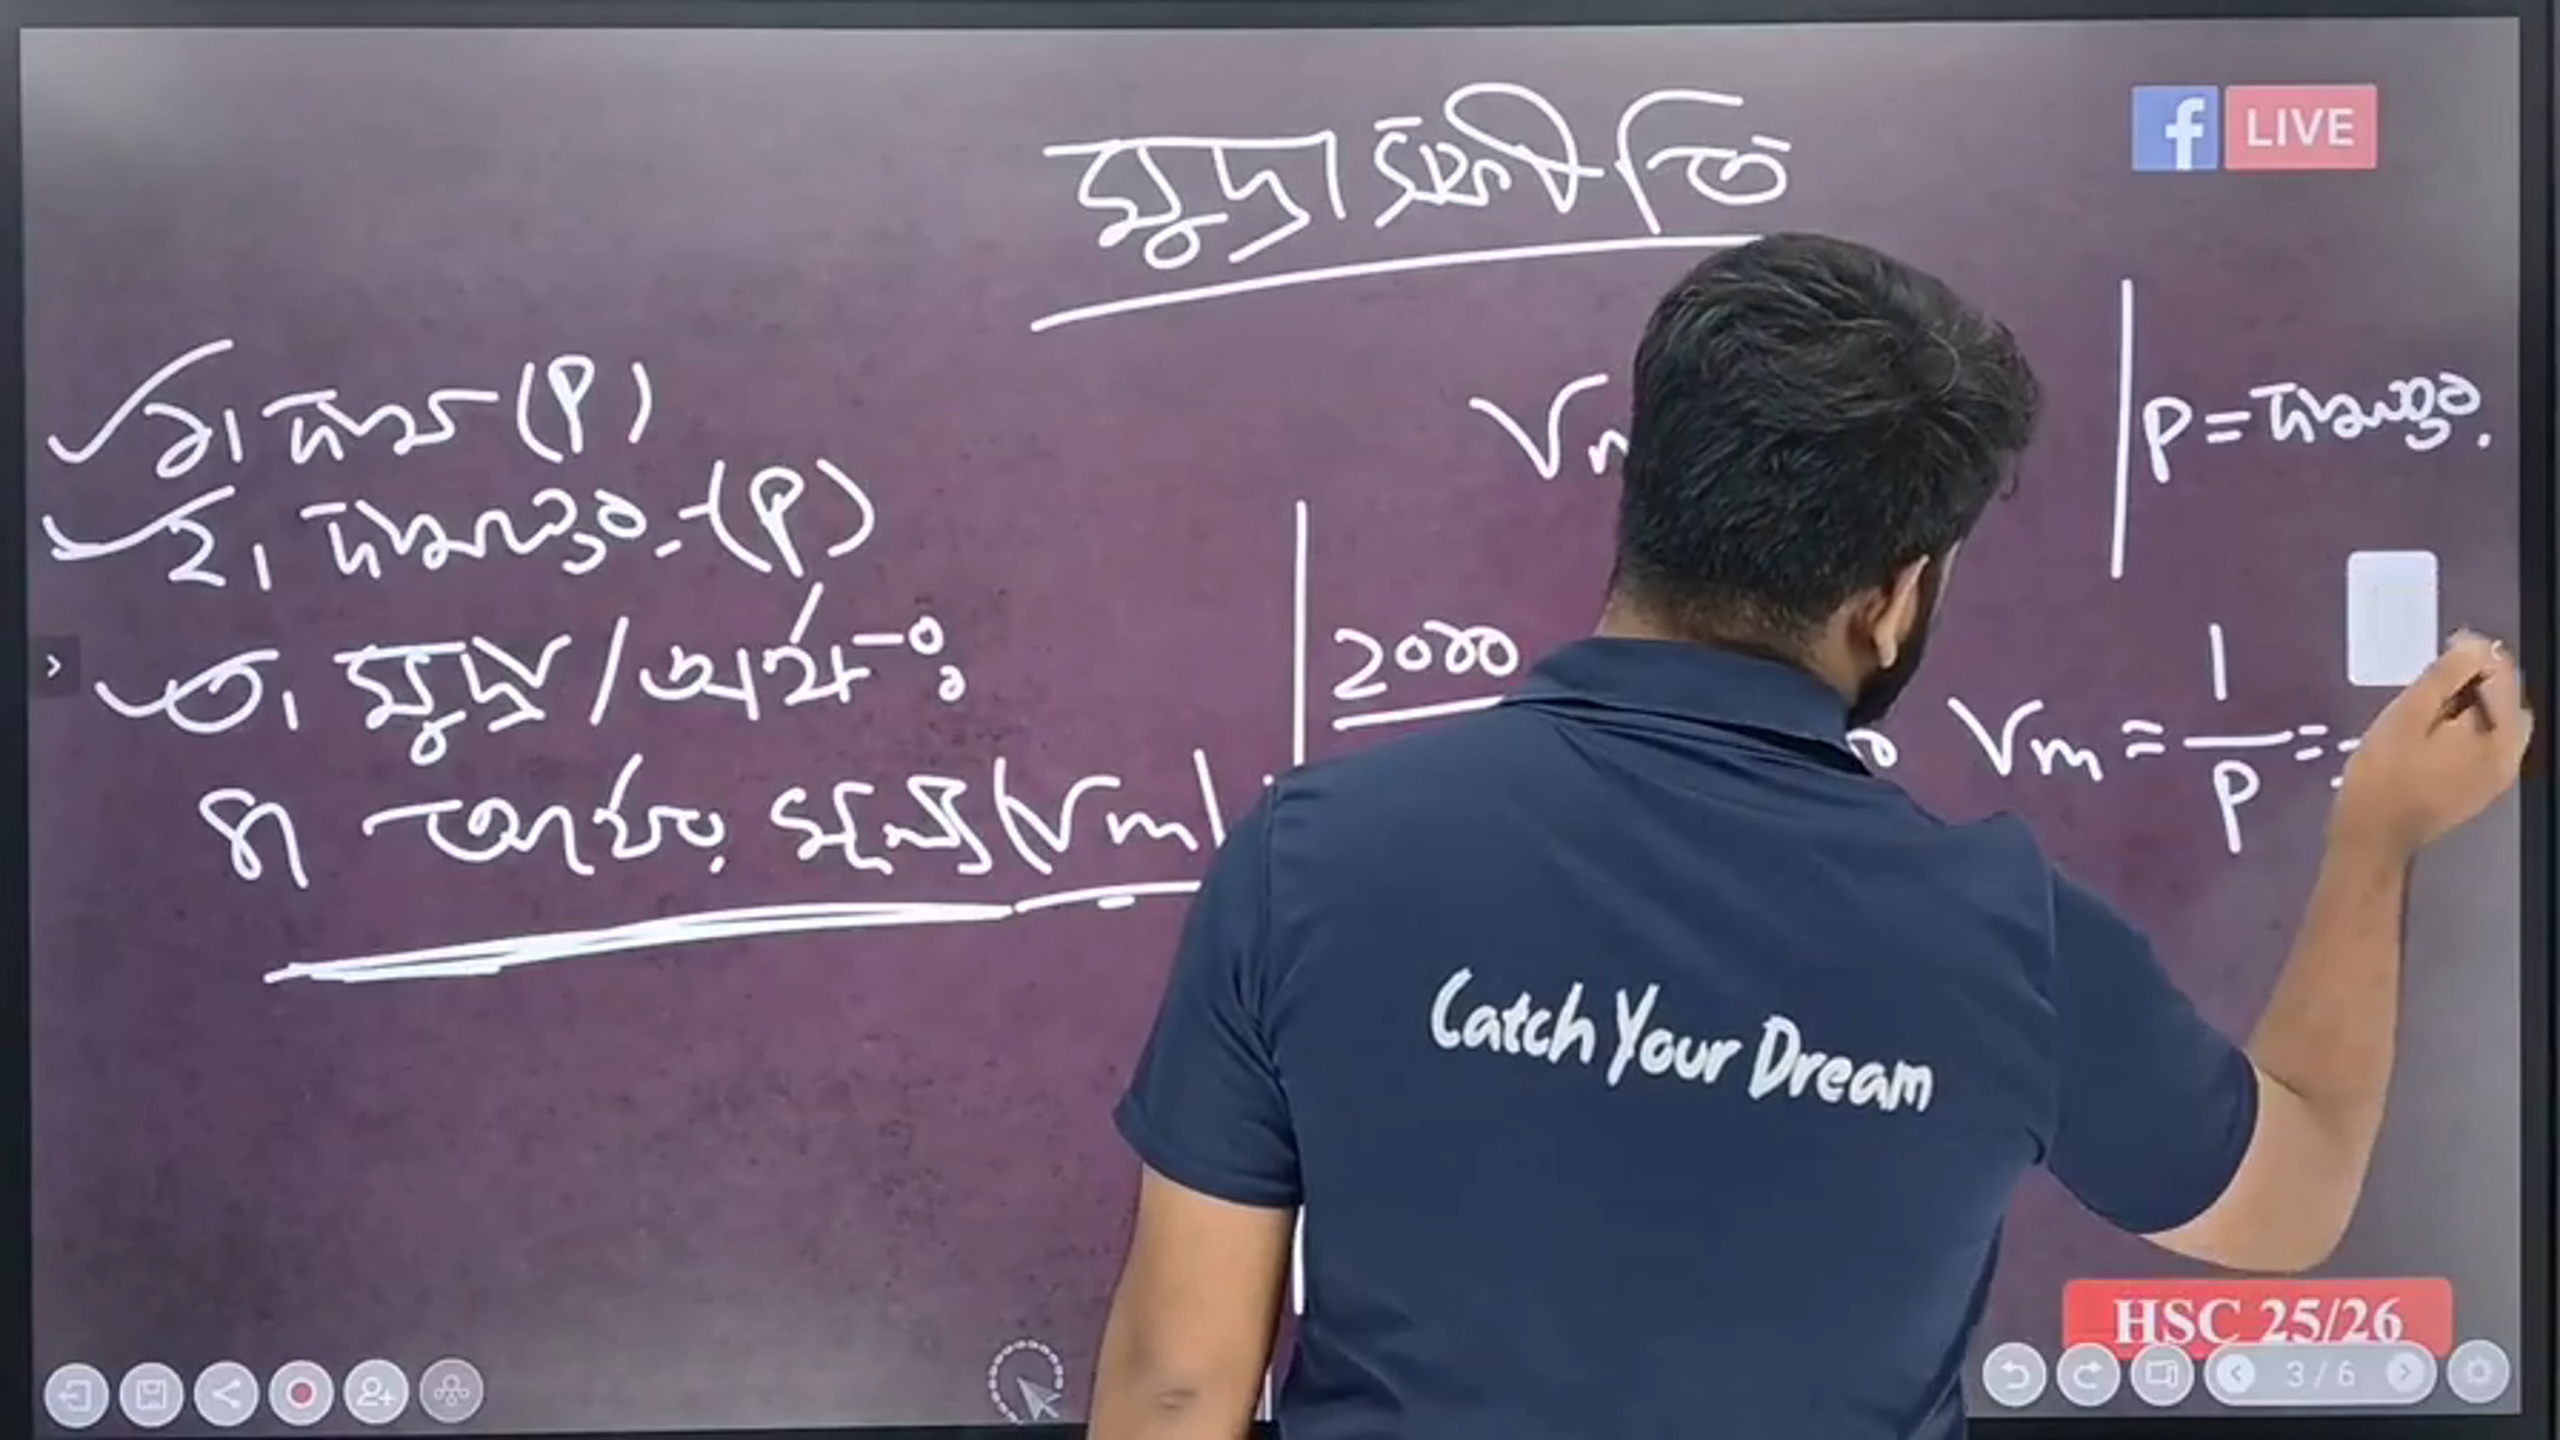 মুদ্রাস্ফীতি
f LIVE
১। দাম (P)
২। দামস্তর - (P)
৩। মুদ্রা / অর্থ :
৪। অর্থের মূল্য (Vm)
P = দামস্তর.
2010
Vm = 1/P =
Catch Your Dream
HSC 25/26
3 / 6